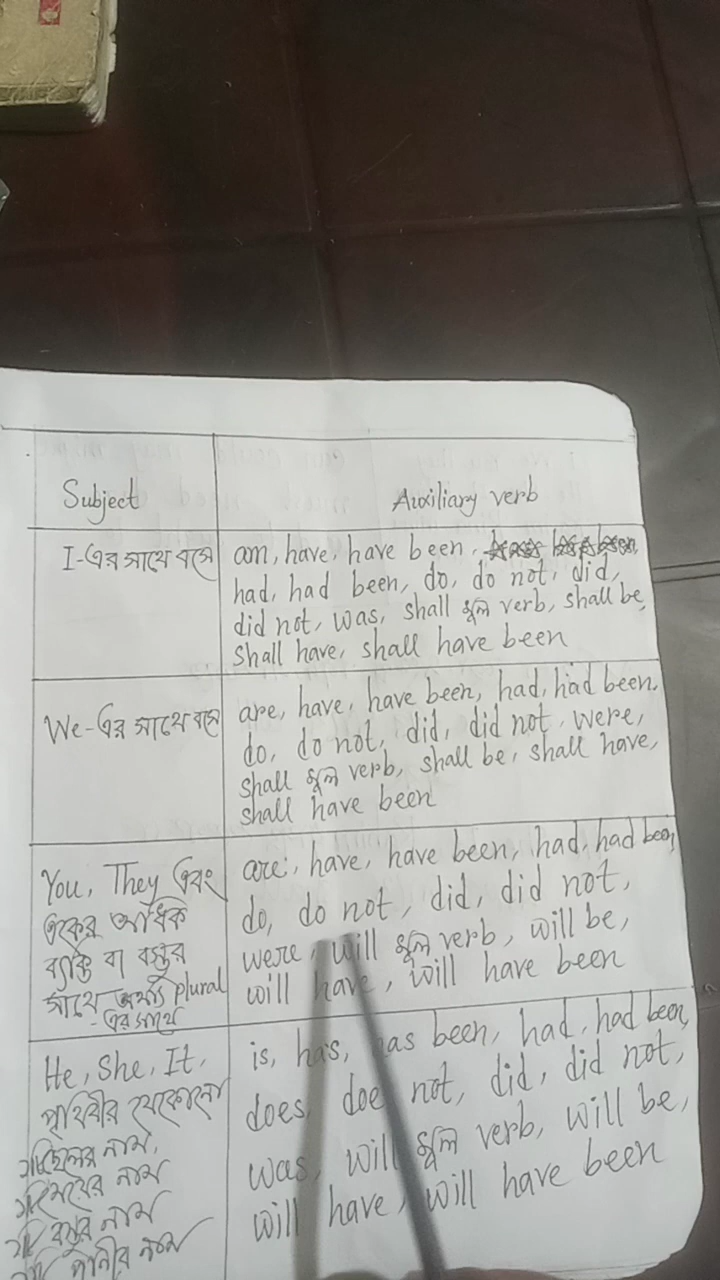 Subject
Auxiliary verb
I-এর সাথে বসে
am, have, have been,
had, had been, do, do not, did,
did not, was, shall মূল verb, shall be,
shall have, shall have been
We-এর সাথে বসে
are, have, have been, had, had been.
do, do not, did, did not, were,
shall মূল verb, shall be, shall have,
shall have been
You, They এবং
একের অধিক
ব্যক্তি বা বস্তুর
সাথে অর্থাৎ plural
-এর সাথে
are, have, have been, had, had been,
do, do not, did, did not,
were, will মূল verb, will be,
will have, will have been
He, She, It,
পৃথিবীর যেকোনো
ছেলের নাম,
মেয়ের নাম
বস্তুর নাম
নাম
is, has, has been, had, had been,
does, doe not, did, did not,
was, will মূল verb, will be,
will have, will have been